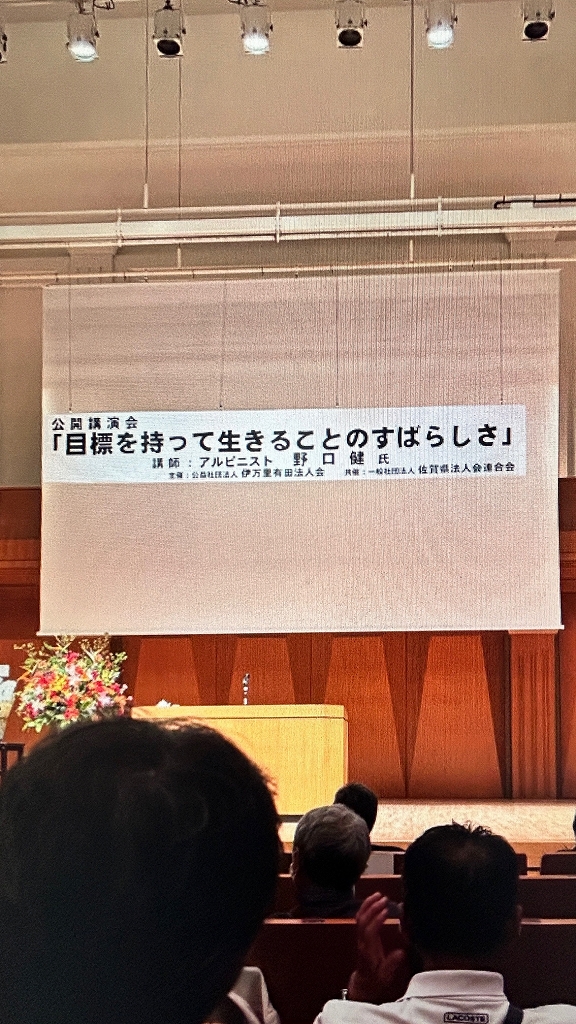 公開講演会
「目標を持って生きることのすばらしさ」
講師：アルピニスト 野口 健 氏
主催：公益社団法人 伊万里有田法人会 共催：一般社団法人 佐賀県法人会連合会
LACOSTE